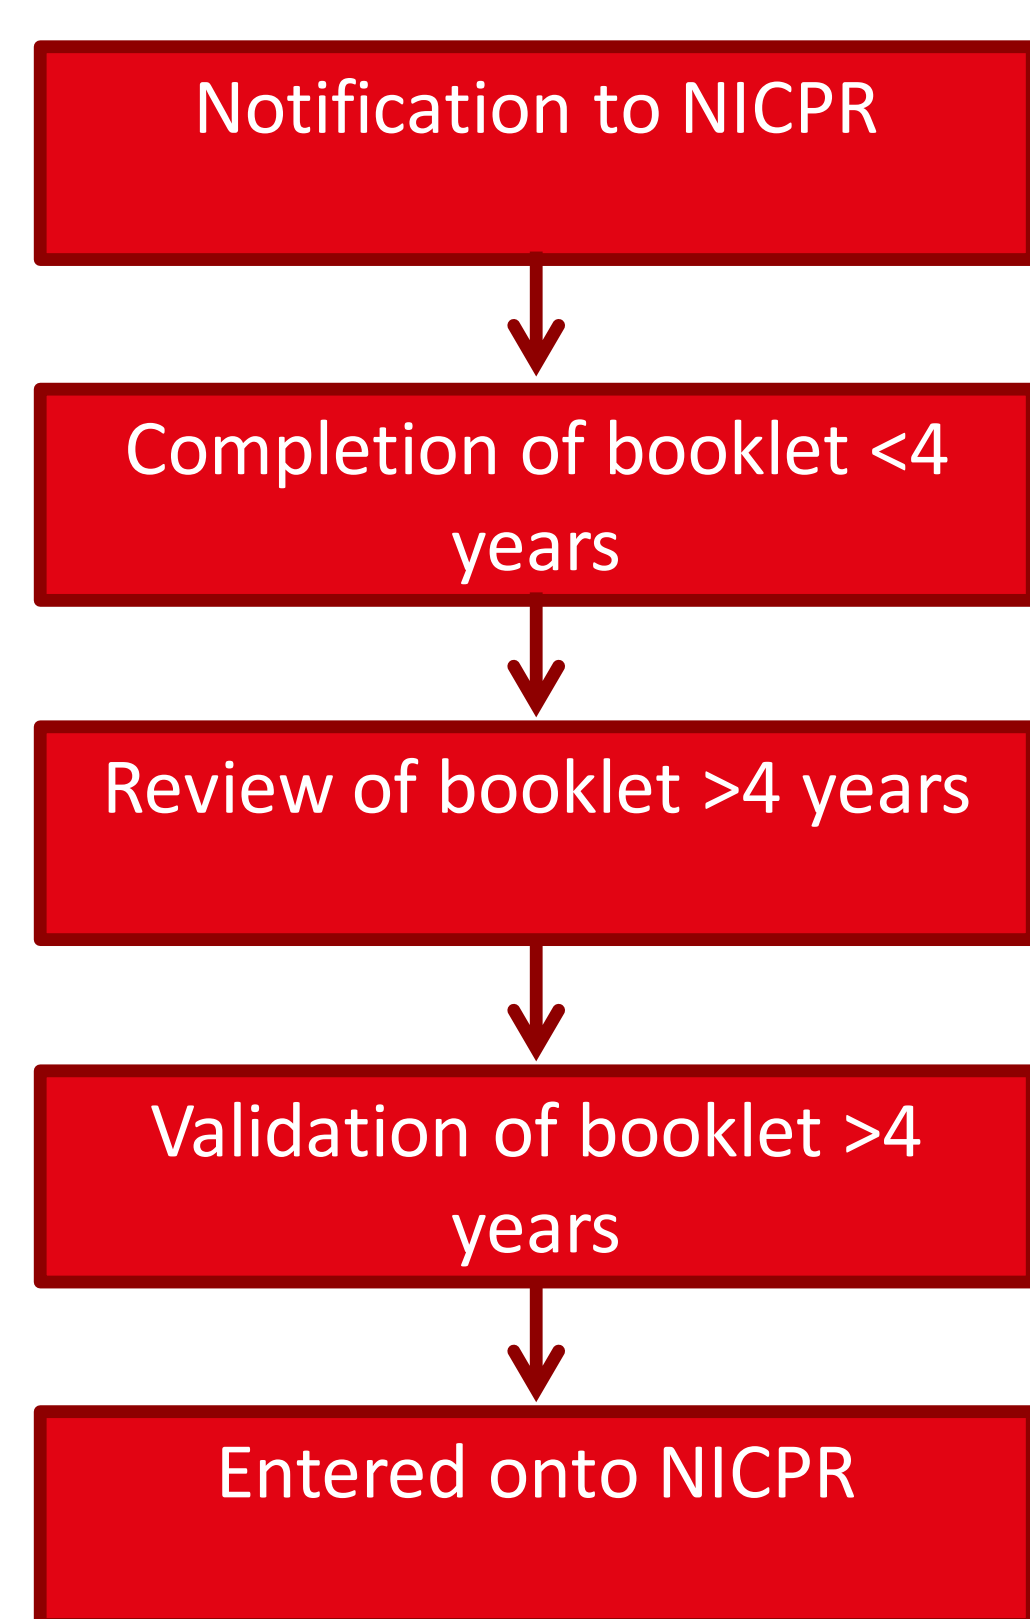 Notification to NICPR
Completion of booklet <4
years
Review of booklet >4 years
Validation of booklet >4
years
Entered onto NICPR